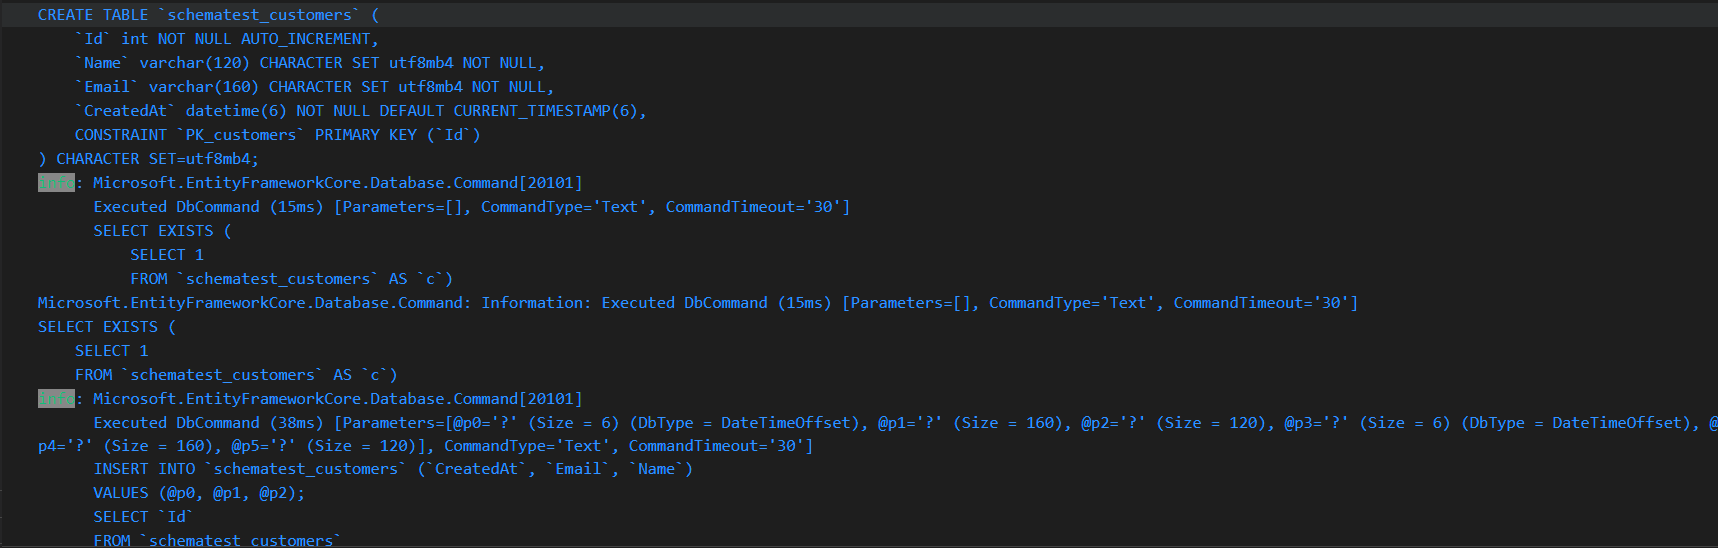 CREATE TABLE `schematest_customers` (
    `Id` int NOT NULL AUTO_INCREMENT,
    `Name` varchar(120) CHARACTER SET utf8mb4 NOT NULL,
    `Email` varchar(160) CHARACTER SET utf8mb4 NOT NULL,
    `CreatedAt` datetime(6) NOT NULL DEFAULT CURRENT_TIMESTAMP(6),
    CONSTRAINT `PK_customers` PRIMARY KEY (`Id`)
) CHARACTER SET=utf8mb4;
info: Microsoft.EntityFrameworkCore.Database.Command[20101]
      Executed DbCommand (15ms) [Parameters=[], CommandType='Text', CommandTimeout='30']
      SELECT EXISTS (
          SELECT 1
          FROM `schematest_customers` AS `c`)
Microsoft.EntityFrameworkCore.Database.Command: Information: Executed DbCommand (15ms) [Parameters=[], CommandType='Text', CommandTimeout='30']
SELECT EXISTS (
    SELECT 1
    FROM `schematest_customers` AS `c`)
info: Microsoft.EntityFrameworkCore.Database.Command[20101]
      Executed DbCommand (38ms) [Parameters=[@p0='?' (Size = 6) (DbType = DateTimeOffset), @p1='?' (Size = 160), @p2='?' (Size = 120), @p3='?' (Size = 6) (DbType = DateTimeOffset), @
p4='?' (Size = 160), @p5='?' (Size = 120)], CommandType='Text', CommandTimeout='30']
      INSERT INTO `schematest_customers` (`CreatedAt`, `Email`, `Name`)
      VALUES (@p0, @p1, @p2);
      SELECT `Id`
      FROM `schematest_customers`